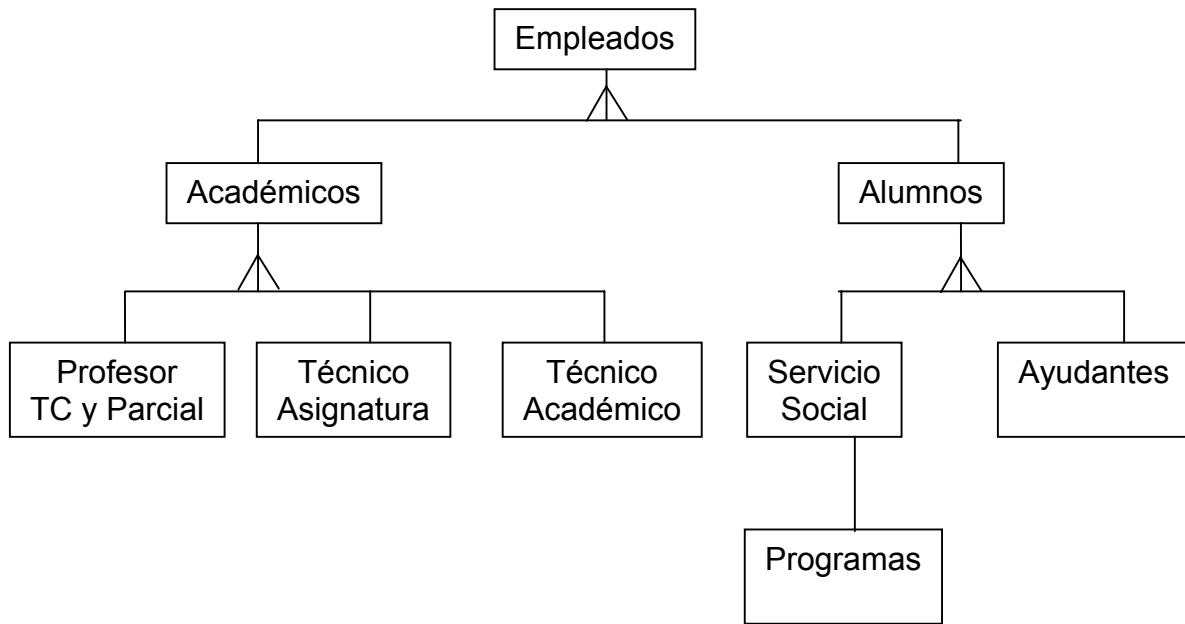 Empleados
Académicos
Alumnos
Profesor
TC y Parcial
Técnico
Asignatura
Técnico
Académico
Servicio
Social
Ayudantes
Programas